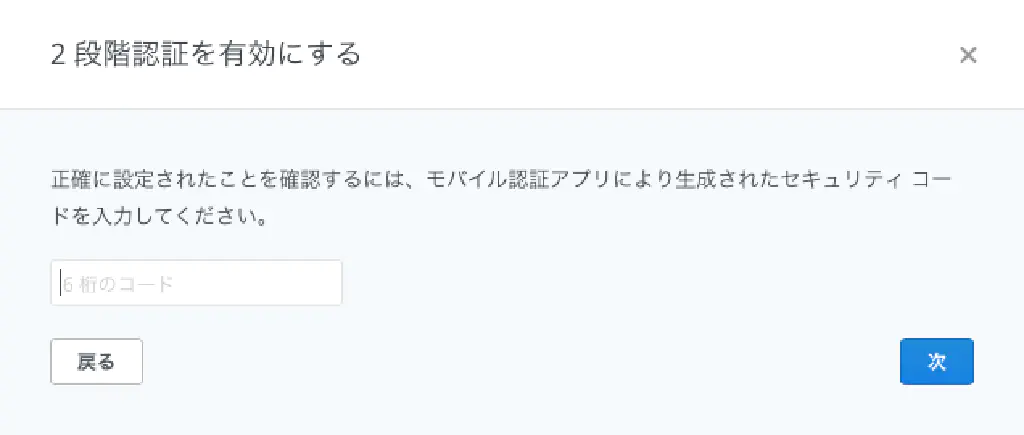 2 段階認証を有効にする
×
正確に設定されたことを確認するには、モバイル認証アプリにより生成されたセキュリティ コー
ドを入力してください。
6 桁のコード
戻る
次